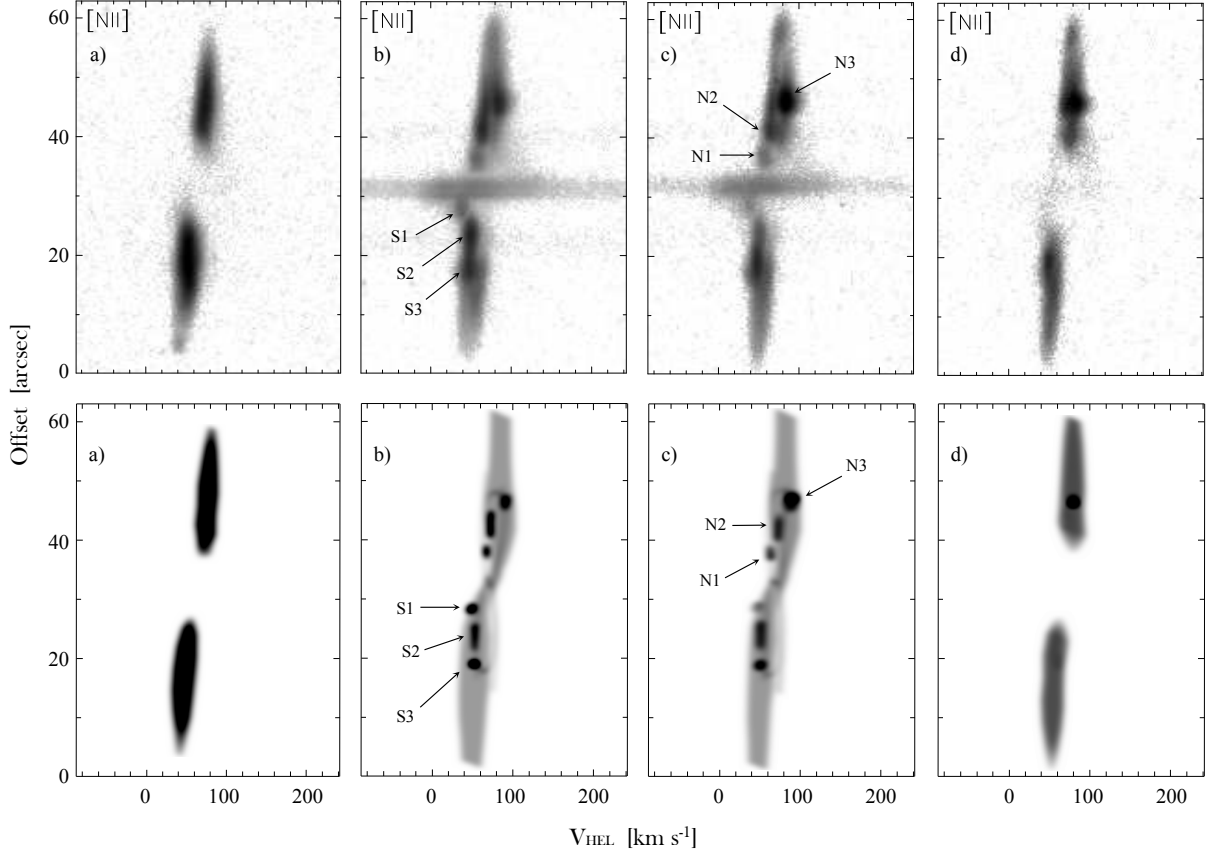 [NII]
[NII]
[NII]
[NII]
a)
b)
c)
d)
N3
N2
N1
S1
S2
S3
60
40
20
0
Offset [arcsec]
a)
b)
c)
d)
N3
N2
N1
S1
S2
S3
60
40
20
0
0 100 200
0 100 200
0 100 200
0 100 200
VHEL [km s-1]